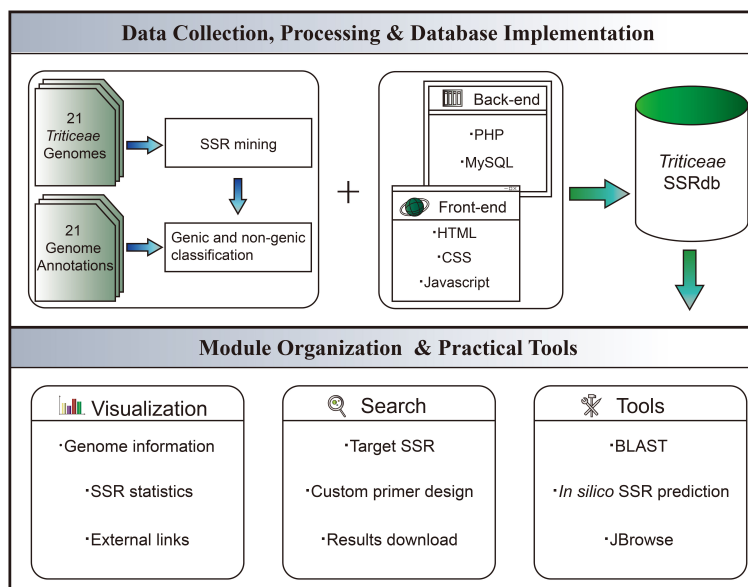 Data Collection, Processing & Database Implementation
21
Triticeae
Genomes
SSR mining
21
Genome
Annotations
Genic and non-genic
classification
+
Back-end
·PHP
·MySQL
Front-end
·HTML
·CSS
·Javascript
Triticeae
SSRdb
Module Organization & Practical Tools
Visualization
·Genome information
·SSR statistics
·External links
Search
·Target SSR
·Custom primer design
·Results download
Tools
·BLAST
·In silico SSR prediction
·JBrowse